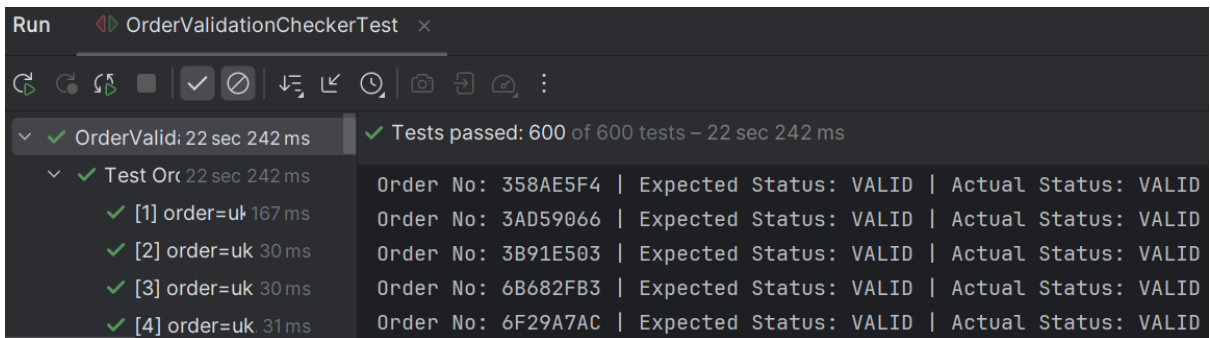 Run OrderValidationCheckerTest ×
OrderValid 22 sec 242 ms
Test Or 22 sec 242 ms
[1] order=uk 167 ms
[2] order=uk 30 ms
[3] order=uk 30 ms
[4] order=uk. 31 ms
Tests passed: 600 of 600 tests – 22 sec 242 ms
Order No: 358AE5F4 | Expected Status: VALID | Actual Status: VALID
Order No: 3AD59066 | Expected Status: VALID | Actual Status: VALID
Order No: 3B91E503 | Expected Status: VALID | Actual Status: VALID
Order No: 6B682FB3 | Expected Status: VALID | Actual Status: VALID
Order No: 6F29A7AC | Expected Status: VALID | Actual Status: VALID